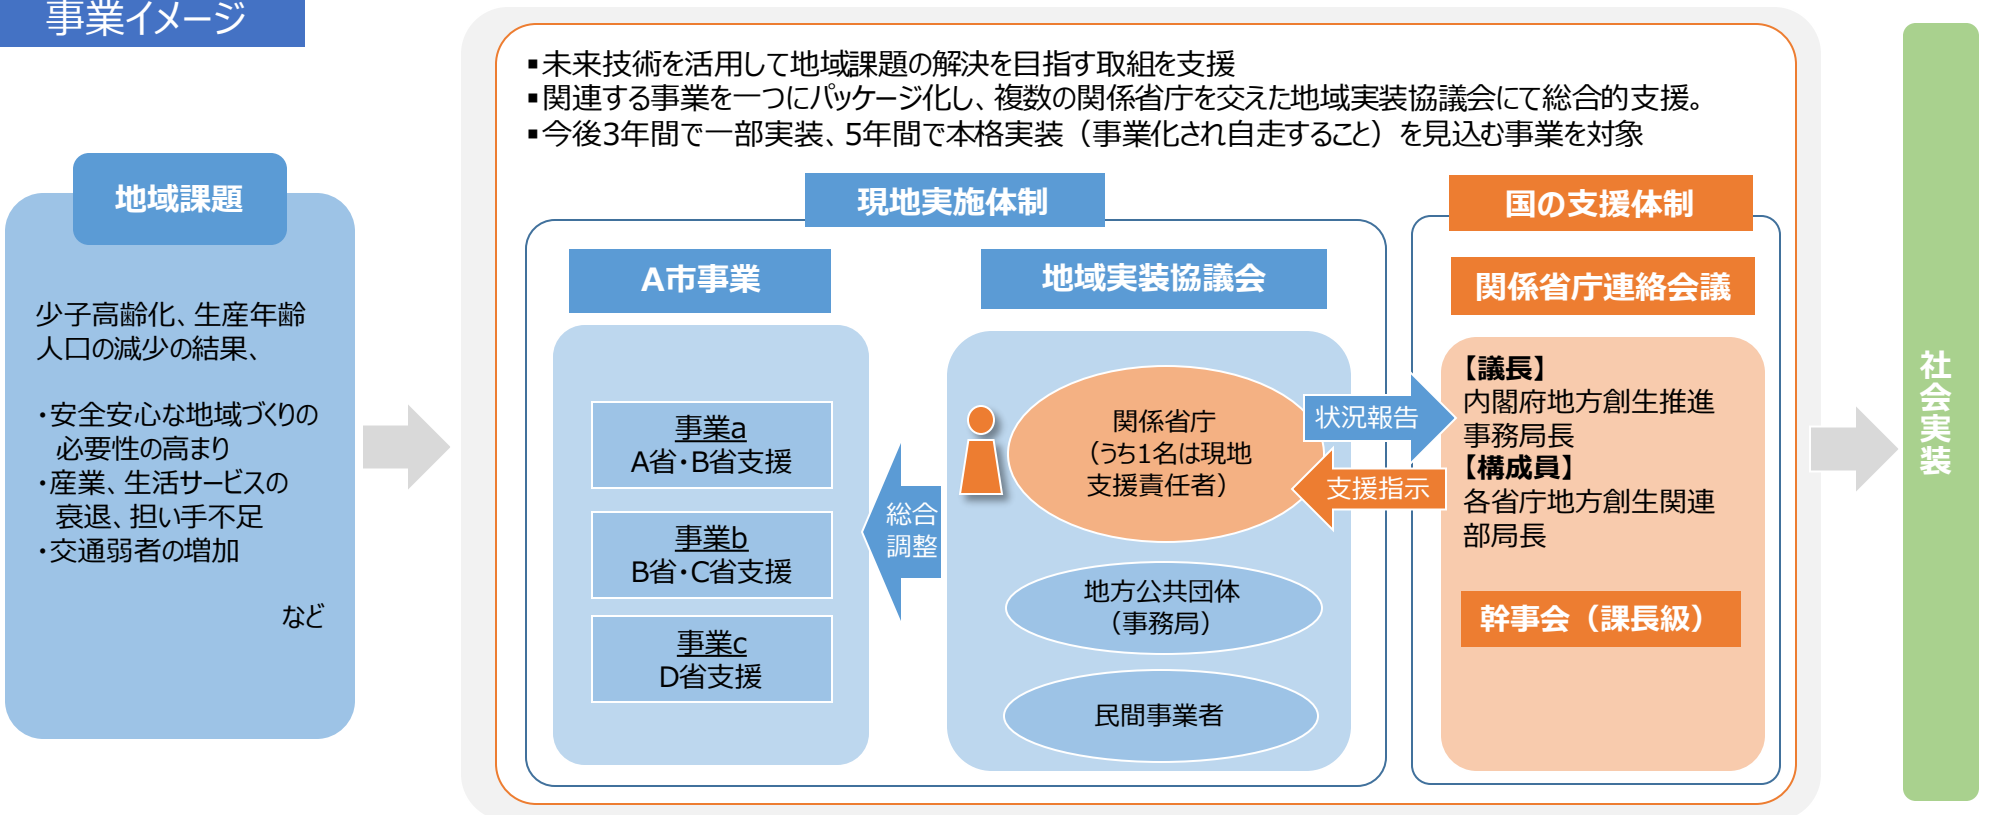 事業イメージ
▪未来技術を活用して地域課題の解決を目指す取組を支援
▪関連する事業を一つにパッケージ化し、複数の関係省庁を交えた地域実装協議会にて総合的支援。
▪今後3年間で一部実装、5年間で本格実装（事業化され自走すること）を見込む事業を対象
地域課題
少子高齢化、生産年齢
人口の減少の結果、
・安全安心な地域づくりの
必要性の高まり
・産業、生活サービスの
衰退、担い手不足
・交通弱者の増加
など
現地実施体制
A市事業
事業a
A省・B省支援
事業b
B省・C省支援
事業c
D省支援
総合
調整
地域実装協議会
関係省庁
（うち1名は現地
支援責任者）
地方公共団体
（事務局）
民間事業者
状況報告
支援指示
国の支援体制
関係省庁連絡会議
【議長】
内閣府地方創生推進
事務局長
【構成員】
各省庁地方創生関連
部局長
幹事会（課長級）
社会実装